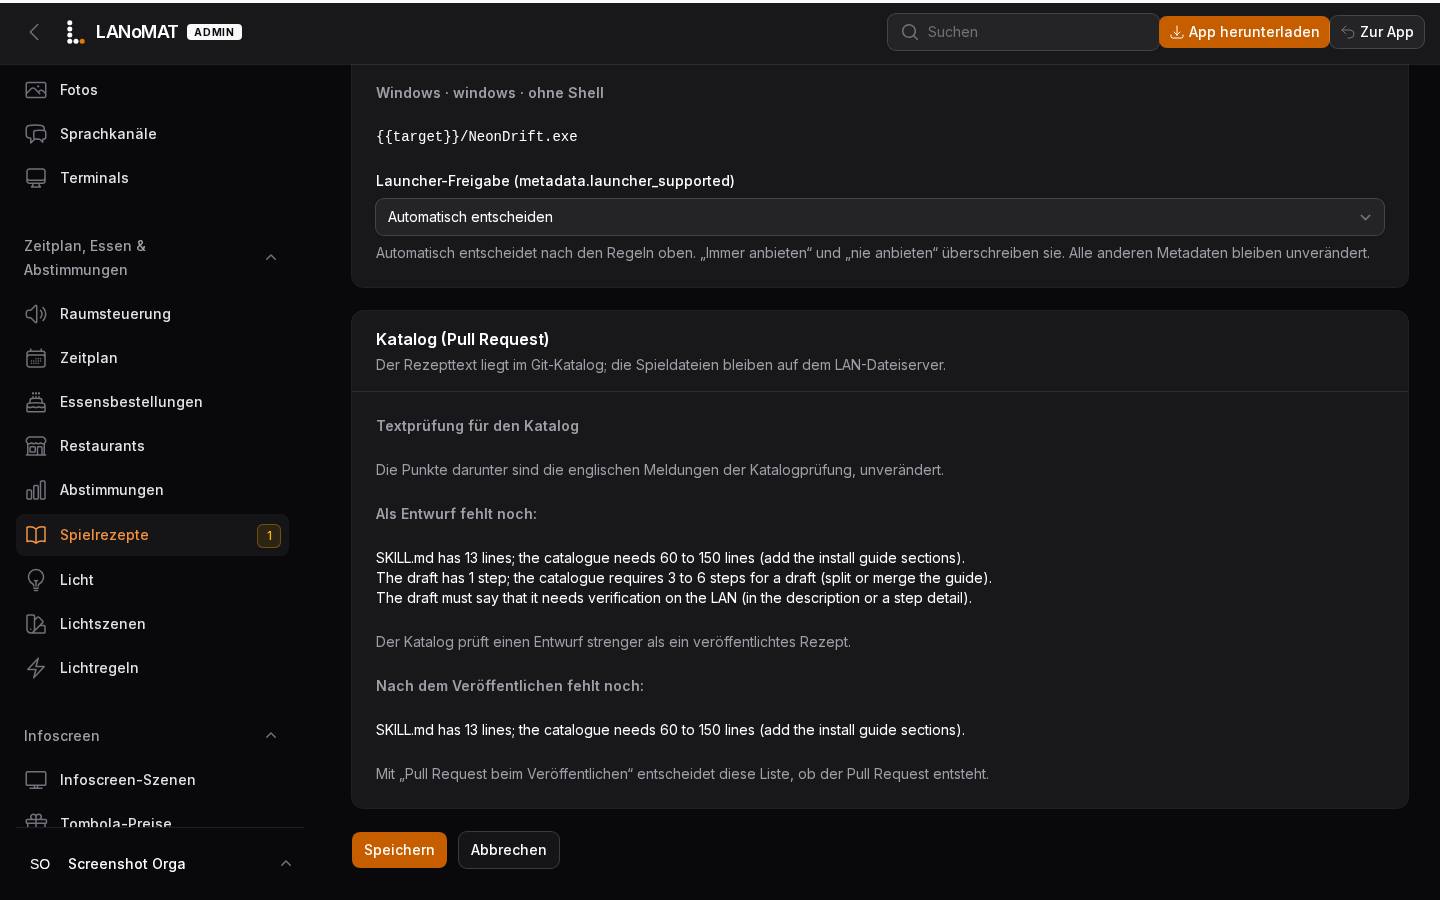 LANoMAT ADMIN
Suchen
App herunterladen
Zur App
Fotos
Sprachkanäle
Terminals
Zeitplan, Essen &
Abstimmungen
Raumsteuerung
Zeitplan
Essensbestellungen
Restaurants
Abstimmungen
Spielrezepte 1
Licht
Lichtszenen
Lichtregeln
Infoscreen
Infoscreen-Szenen
Tombola-Preise
SO Screenshot Orga
Windows · windows · ohne Shell
{{target}}/NeonDrift.exe
Launcher-Freigabe (metadata.launcher_supported)
Automatisch entscheiden
Automatisch entscheidet nach den Regeln oben. „Immer anbieten“ und „nie anbieten“ überschreiben sie. Alle anderen Metadaten bleiben unverändert.
Katalog (Pull Request)
Der Rezepttext liegt im Git-Katalog; die Spieldateien bleiben auf dem LAN-Dateiserver.
Textprüfung für den Katalog
Die Punkte darunter sind die englischen Meldungen der Katalogprüfung, unverändert.
Als Entwurf fehlt noch:
SKILL.md has 13 lines; the catalogue needs 60 to 150 lines (add the install guide sections).
The draft has 1 step; the catalogue requires 3 to 6 steps for a draft (split or merge the guide).
The draft must say that it needs verification on the LAN (in the description or a step detail).
Der Katalog prüft einen Entwurf strenger als ein veröffentlichtes Rezept.
Nach dem Veröffentlichen fehlt noch:
SKILL.md has 13 lines; the catalogue needs 60 to 150 lines (add the install guide sections).
Mit „Pull Request beim Veröffentlichen“ entscheidet diese Liste, ob der Pull Request entsteht.
Speichern
Abbrechen